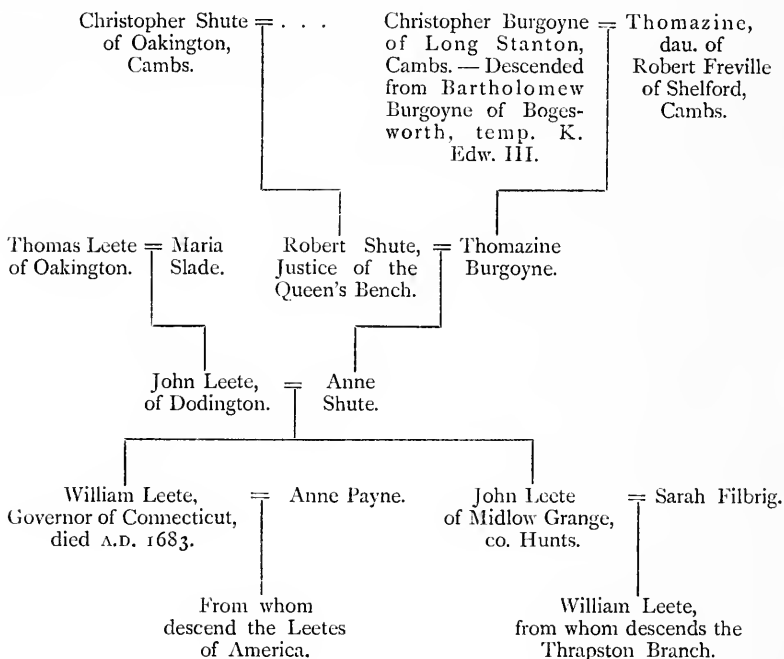 Christopher Shute = . . .
of Oakington,
Cambs.
Christopher Burgoyne =
of Long Stanton,
Cambs. — Descended
from Bartholomew
Burgoyne of Boges-
worth, temp. K.
Edw. III.
Thomazine,
dau. of
Robert Freville
of Shelford,
Cambs.
Thomas Leete =
of Oakington.
Maria
Slade.
Robert Shute, =
Justice of the
Queen's Bench.
Thomazine
Burgoyne.
John Leete, =
of Dodington.
Anne
Shute.
William Leete, =
Governor of Connecticut,
died A.D. 1683.
Anne Payne.
John Leete =
of Midlow Grange,
co. Hunts.
Sarah Filbrig.
From whom
descend the Leetes
of America.
William Leete,
from whom descends the
Thrapston Branch.